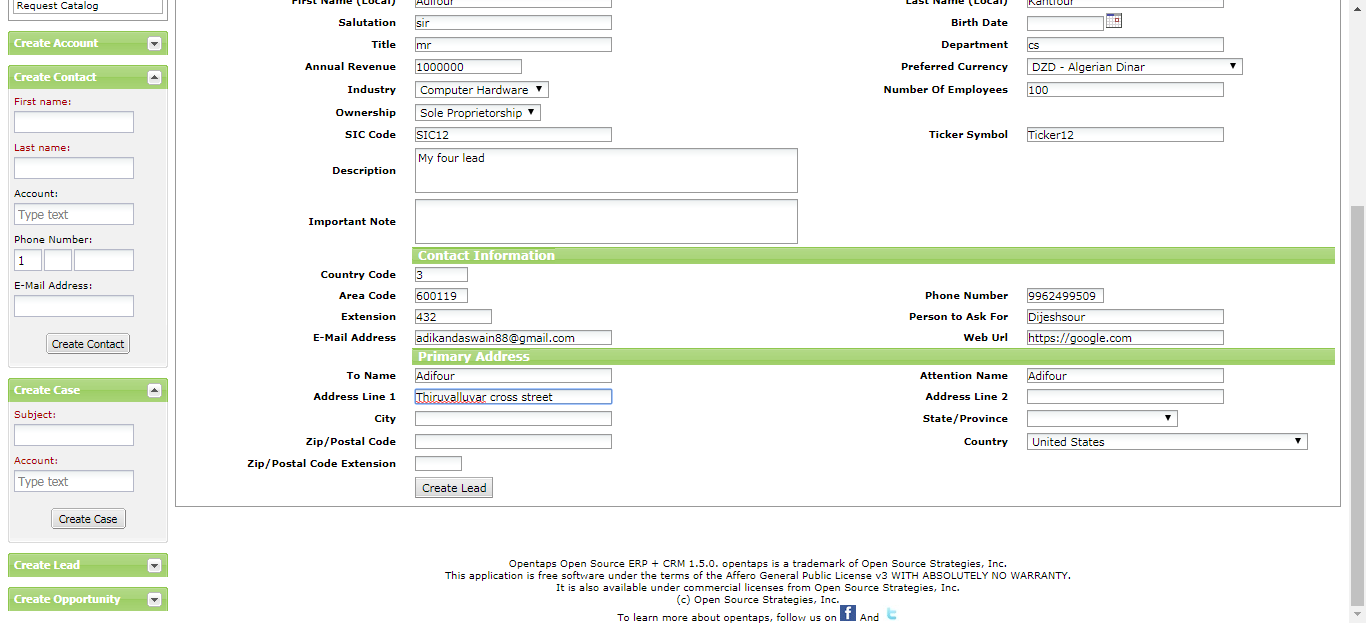 Request Catalog
Create Account
Create Contact
First name:
Last name:
Account:
Type text
Phone Number:
1
E-Mail Address:
Create Contact
Create Case
Subject:
Account:
Type text
Create Case
Create Lead
Create Opportunity
First Name (Local) Adifour Last Name (Local) Kantfour
Salutation sir Birth Date
Title mr Department cs
Annual Revenue 1000000 Preferred Currency DZD - Algerian Dinar
Industry Computer Hardware Number Of Employees 100
Ownership Sole Proprietorship
SIC Code SIC12 Ticker Symbol Ticker12
Description My four lead
Important Note
Contact Information
Country Code 3
Area Code 600119 Phone Number 9962499509
Extension 432 Person to Ask For Dijeshsour
E-Mail Address adikandaswain88@gmail.com Web Url https://google.com
Primary Address
To Name Adifour Attention Name Adifour
Address Line 1 Thiruvalluvar cross street Address Line 2
City State/Province
Zip/Postal Code Country United States
Zip/Postal Code Extension
Create Lead
Opentaps Open Source ERP + CRM 1.5.0. opentaps is a trademark of Open Source Strategies, Inc.
This application is free software under the terms of the Affero General Public License v3 WITH ABSOLUTELY NO WARRANTY.
It is also available under commercial licenses from Open Source Strategies, Inc.
(c) Open Source Strategies, Inc.
To learn more about opentaps, follow us on f And t